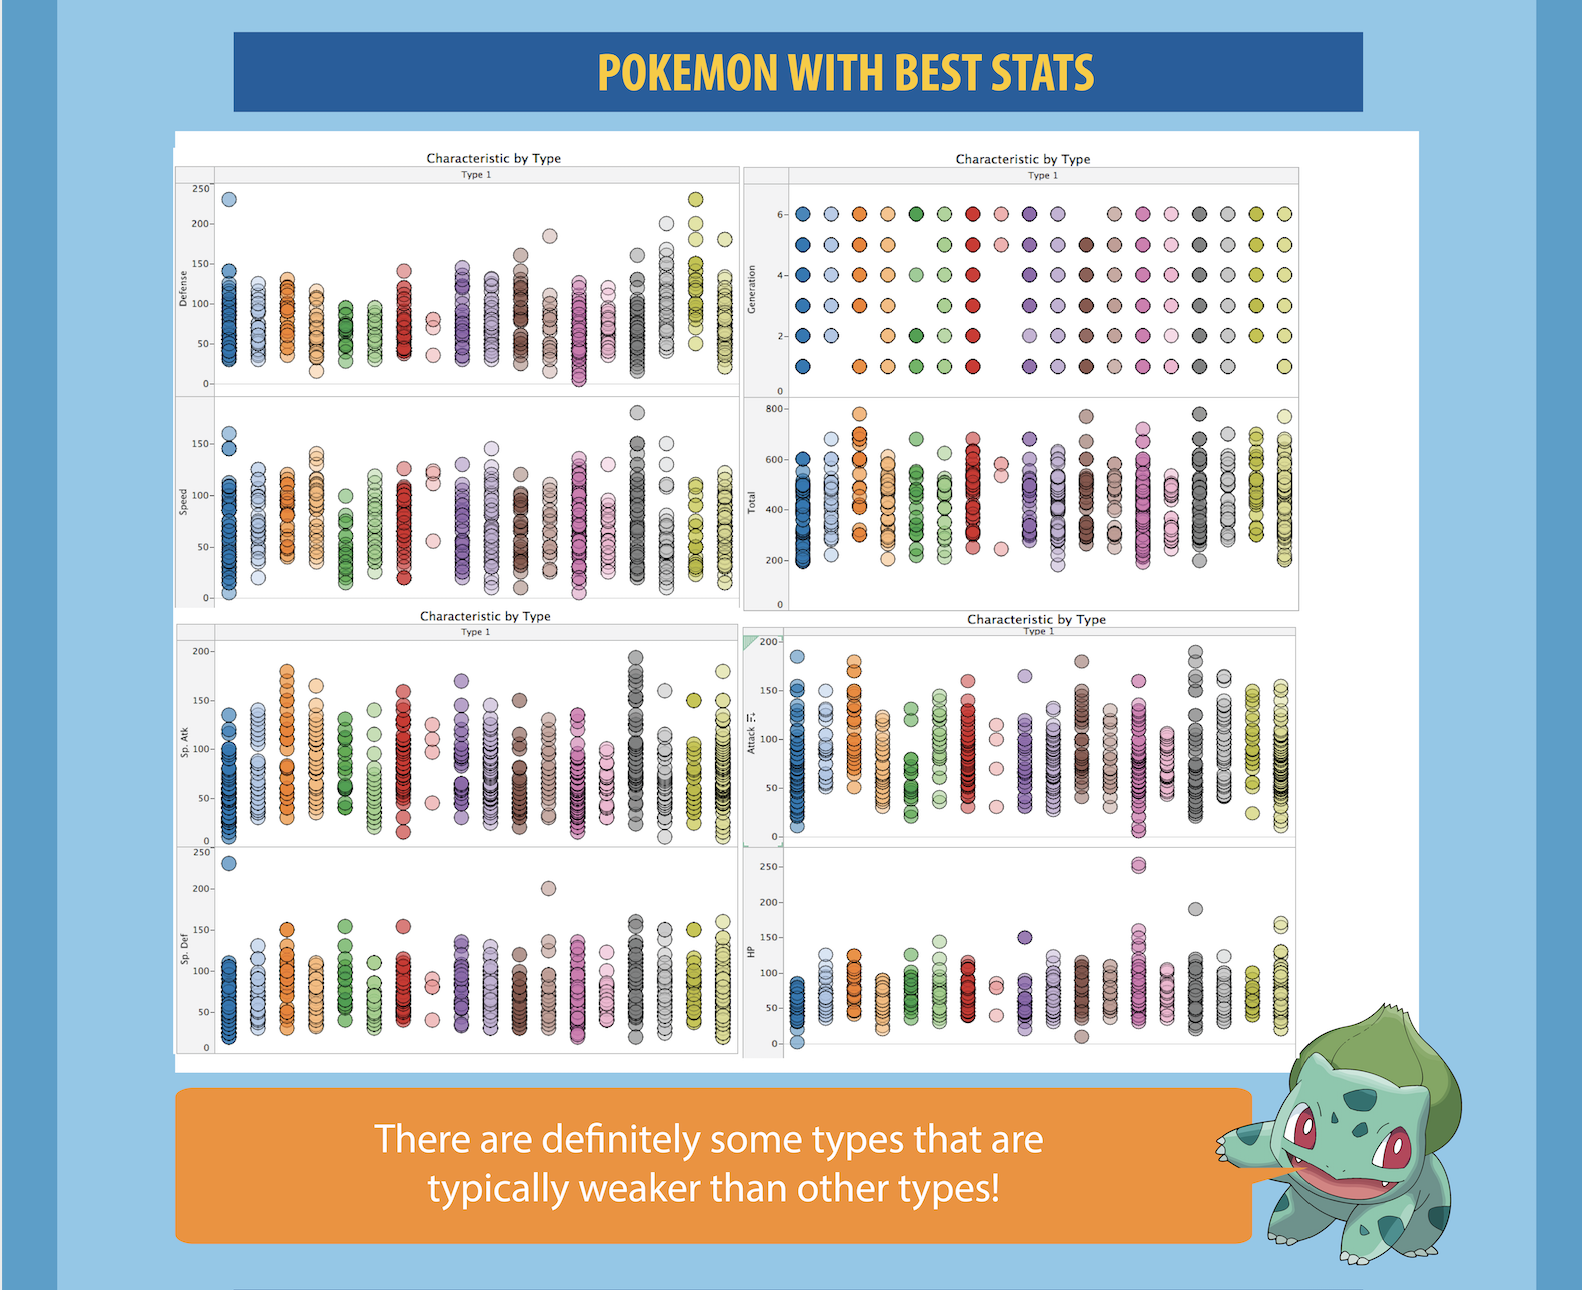 POKEMON WITH BEST STATS
Characteristic by Type
Type 1
Defense
250
200
150
100
50
0
Speed
150
100
50
0
Characteristic by Type
Type 1
Generation
6
4
2
0
Total
800
600
400
200
0
Characteristic by Type
Type 1
Sp. Atk
200
150
100
50
0
Sp. Def
250
200
150
100
50
0
Characteristic by Type
Type 1
Attack
200
150
100
50
0
HP
250
200
150
100
50
0
There are definitely some types that are
typically weaker than other types!